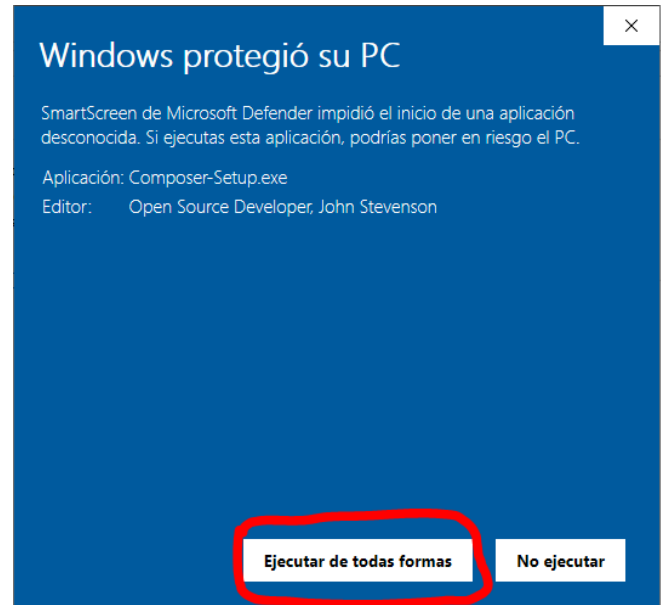 Windows protegió su PC
SmartScreen de Microsoft Defender impidió el inicio de una aplicación
desconocida. Si ejecutas esta aplicación, podrías poner en riesgo el PC.
Aplicación: Composer-Setup.exe
Editor: Open Source Developer, John Stevenson
Ejecutar de todas formas
No ejecutar